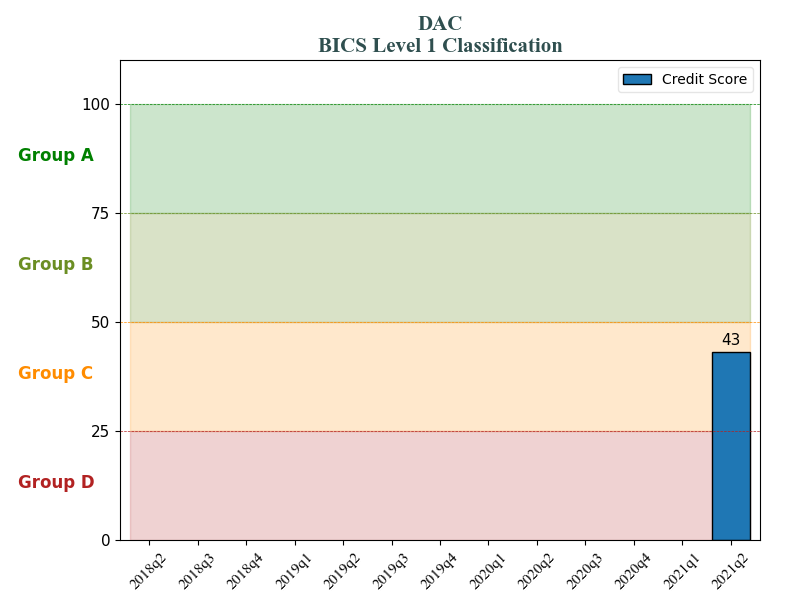 DAC
BICS Level 1 Classification
Credit Score
100
Group A
75
Group B
50
43
Group C
25
Group D
0
2018q2 2018q3 2018q4 2019q1 2019q2 2019q3 2019q4 2020q1 2020q2 2020q3 2020q4 2021q1 2021q2